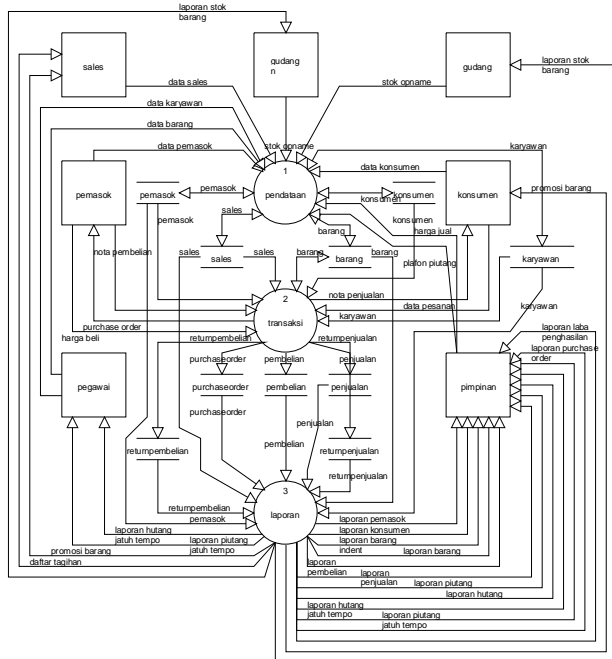 laporan stok
barang
sales
gudan
n
gudang
laporan stok
barang
data sales
stok opname
data karyawan
data barang
stok opname
karyawan
data pemasok
1
data konsumen
pemasok
pemasok
pemasok
pendataan
konsumen
konsumen
konsumen
promosi barang
pemasok
konsumen
sales
harga jual
barang
nota pembelian
sales
sales
sales
barang
barang
barang
plafon piutang
karyawan
2
nota penjualan
transaksi
data pesanan
karyawan
karyawan
purchase order
harga beli
returnpembelian
purchase
order
pembelian
returnpenjualan
penjualan
laporan laba
penghasilan
laporan purchase
order
pegawai
purchaseorder
purchaseorder
pembelian
penjualan
pimpinan
penjualan
returnpembelian
pembelian
returnpenjualan
returnpembelian
returnpenjualan
3
pemasok
laporan
laporan pemasok
laporan hutang
jatuh tempo
laporan piutang
jatuh tempo
laporan konsumen
laporan barang
indent
laporan barang
promosi barang
daftar tagihan
laporan
pembelian
laporan
penjualan
laporan piutang
laporan hutang
laporan hutang
jatuh tempo
laporan piutang
jatuh tempo